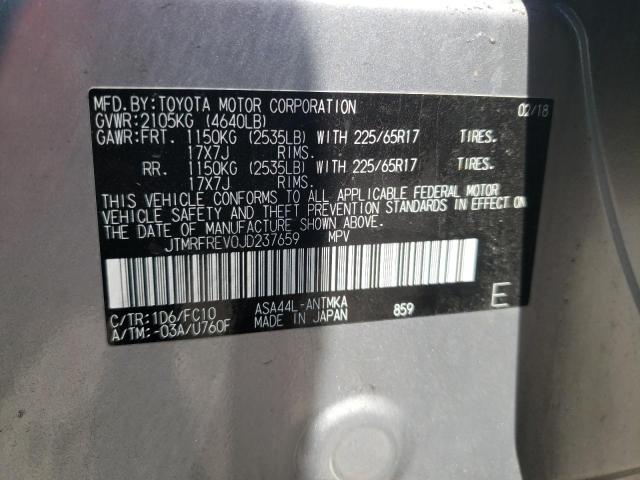 MFD.BY:TOYOTA MOTOR CORPORATION 02/18
GVWR:2105KG (4640LB)
GAWR:FRT. 1150KG (2535LB) WITH 225/65R17 TIRES.
17X7J RIMS.
RR. 1150KG (2535LB) WITH 225/65R17 TIRES.
17X7J RIMS.
THIS VEHICLE CONFORMS TO ALL APPLICABLE FEDERAL MOTOR
VEHICLE SAFETY AND THEFT PREVENTION STANDARDS IN EFFECT ON
THE DATE OF MANUFACTURE SHOWN ABOVE.
JTMRFREV0JD237659 MPV
C/TR:1D6/FC10 ASA44L-ANTMKA 859 E
A/TM:-03A/U760F MADE IN JAPAN